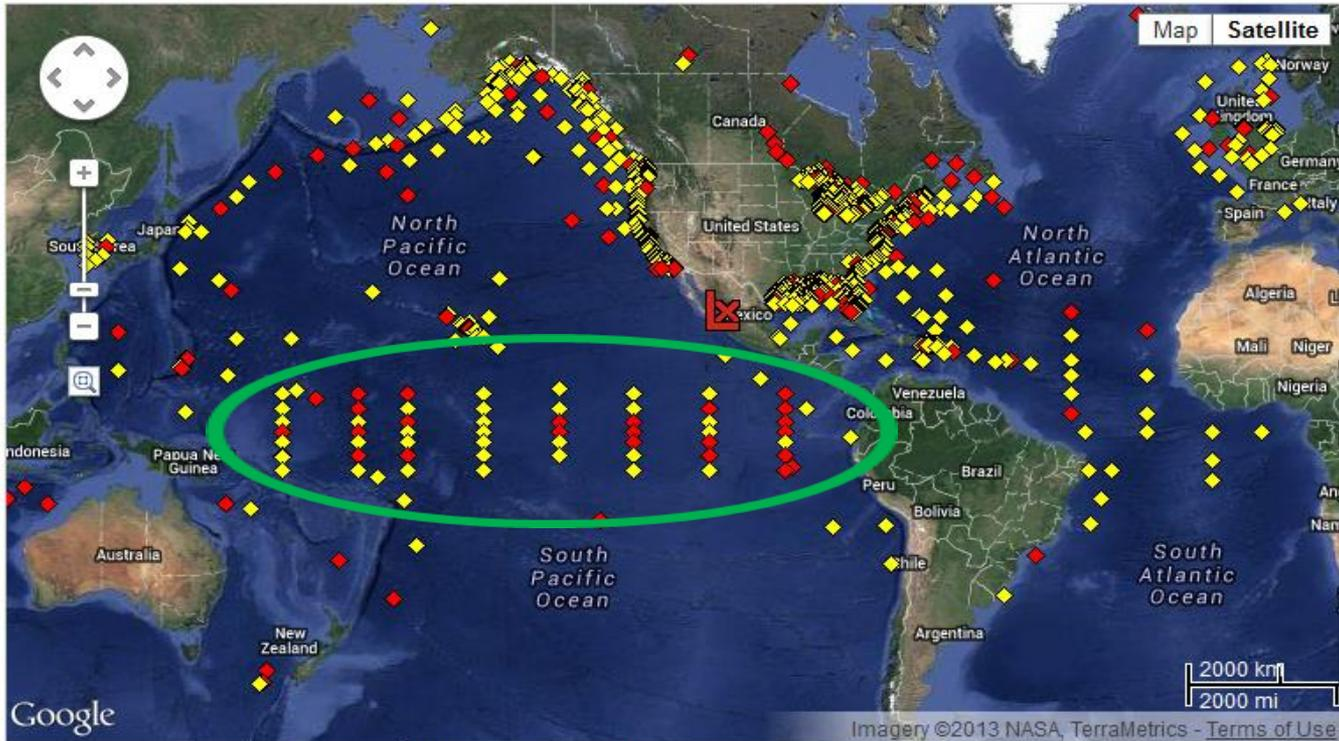 Map Satellite
Norway
United
Kingdom
Canada
Germany
France
Italy
Spain
United States
Japan
North
Pacific
Ocean
North
Atlantic
Ocean
Algeria
Mexico
Mali Niger
Nigeria
Venezuela
Colombia
Indonesia
Papua New
Guinea
Brazil
Peru
Bolivia
Australia
South
Pacific
Ocean
Chile
South
Atlantic
Ocean
New
Zealand
Argentina
2000 km
2000 mi
Google
Imagery ©2013 NASA, TerraMetrics - Terms of Use